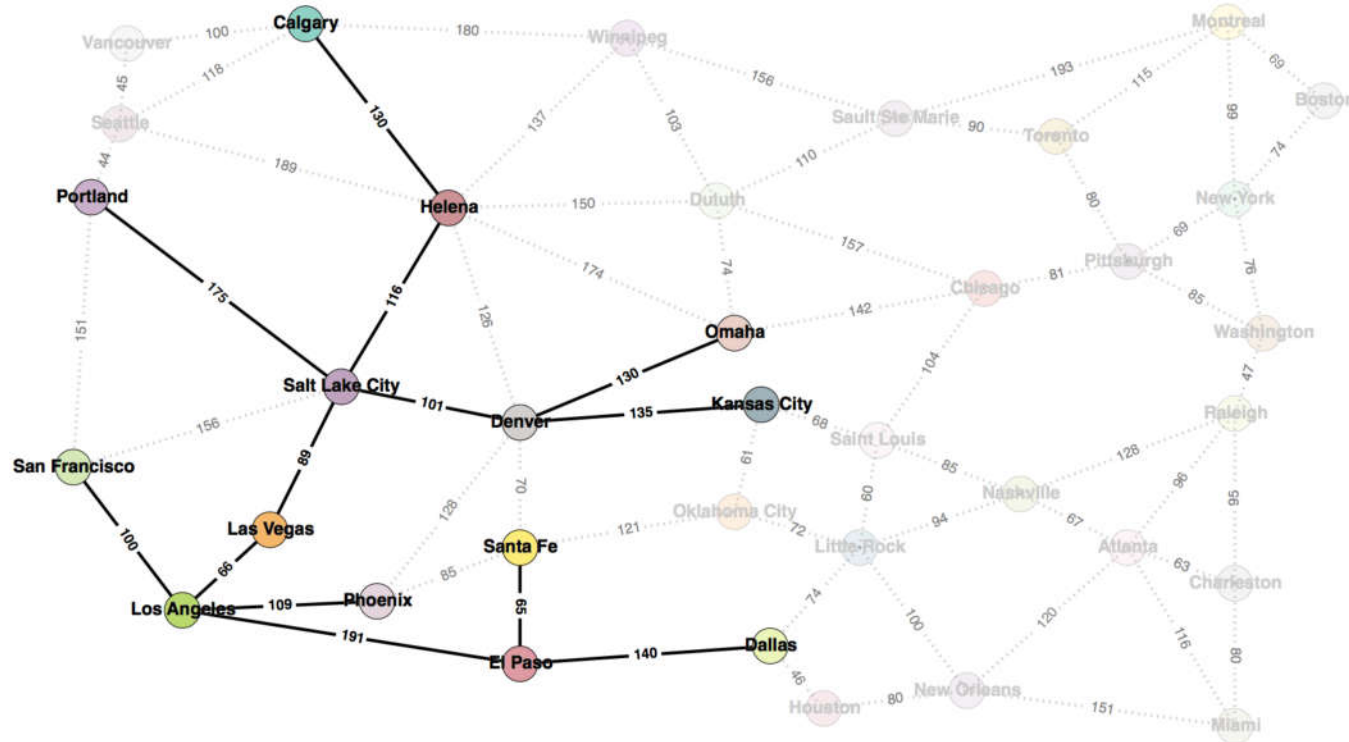 Calgary
Montreal
Vancouver
100
180
Winnipeg
118
45
156
193
115
69
Boston
Seattle
130
137
103
Sault Ste Marie
90
Toronto
99
74
44
189
110
Portland
Helena
150
Duluth
80
New York
69
157
Pittsburgh
174
74
81
76
175
116
Chisago
85
126
142
Omaha
Washington
151
130
104
47
Salt Lake City
101
135
Kansas City
Raleigh
Denver
68
156
Saint Louis
128
89
61
85
San Francisco
70
96
Nashville
95
128
Oklahoma City
60
94
67
Las Vegas
121
72
100
Santa Fe
Little Rock
Atlanta
66
85
63
Charleston
Los Angeles
109
Phoenix
65
74
100
120
116
191
140
Dallas
80
El Paso
46
New Orleans
Houston
80
151
Miami